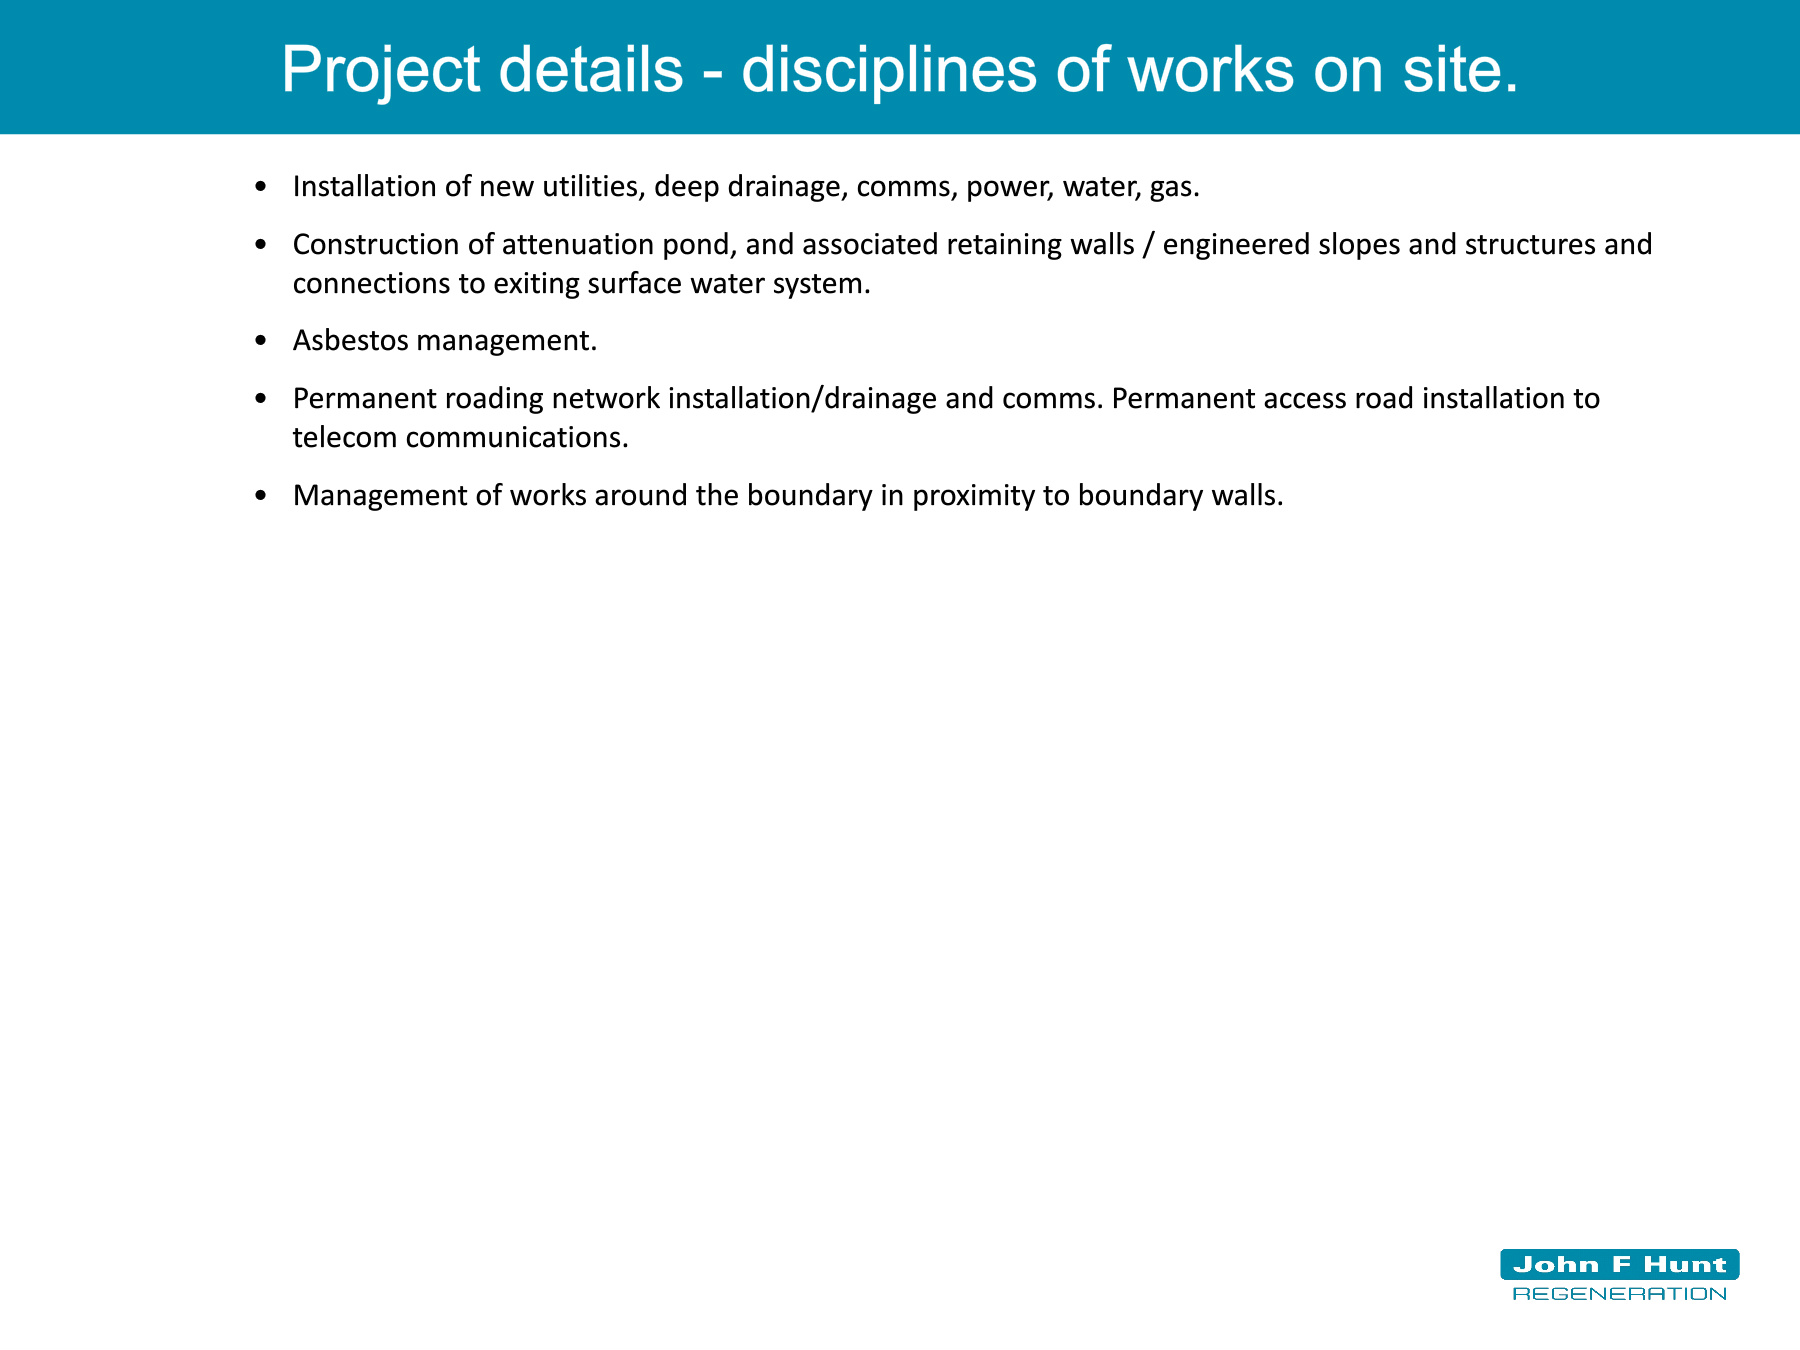 Project details - disciplines of works on site.
• Installation of new utilities, deep drainage, comms, power, water, gas.
• Construction of attenuation pond, and associated retaining walls / engineered slopes and structures and
connections to exiting surface water system.
• Asbestos management.
• Permanent roading network installation/drainage and comms. Permanent access road installation to
telecom communications.
• Management of works around the boundary in proximity to boundary walls.
John F Hunt
REGENERATION